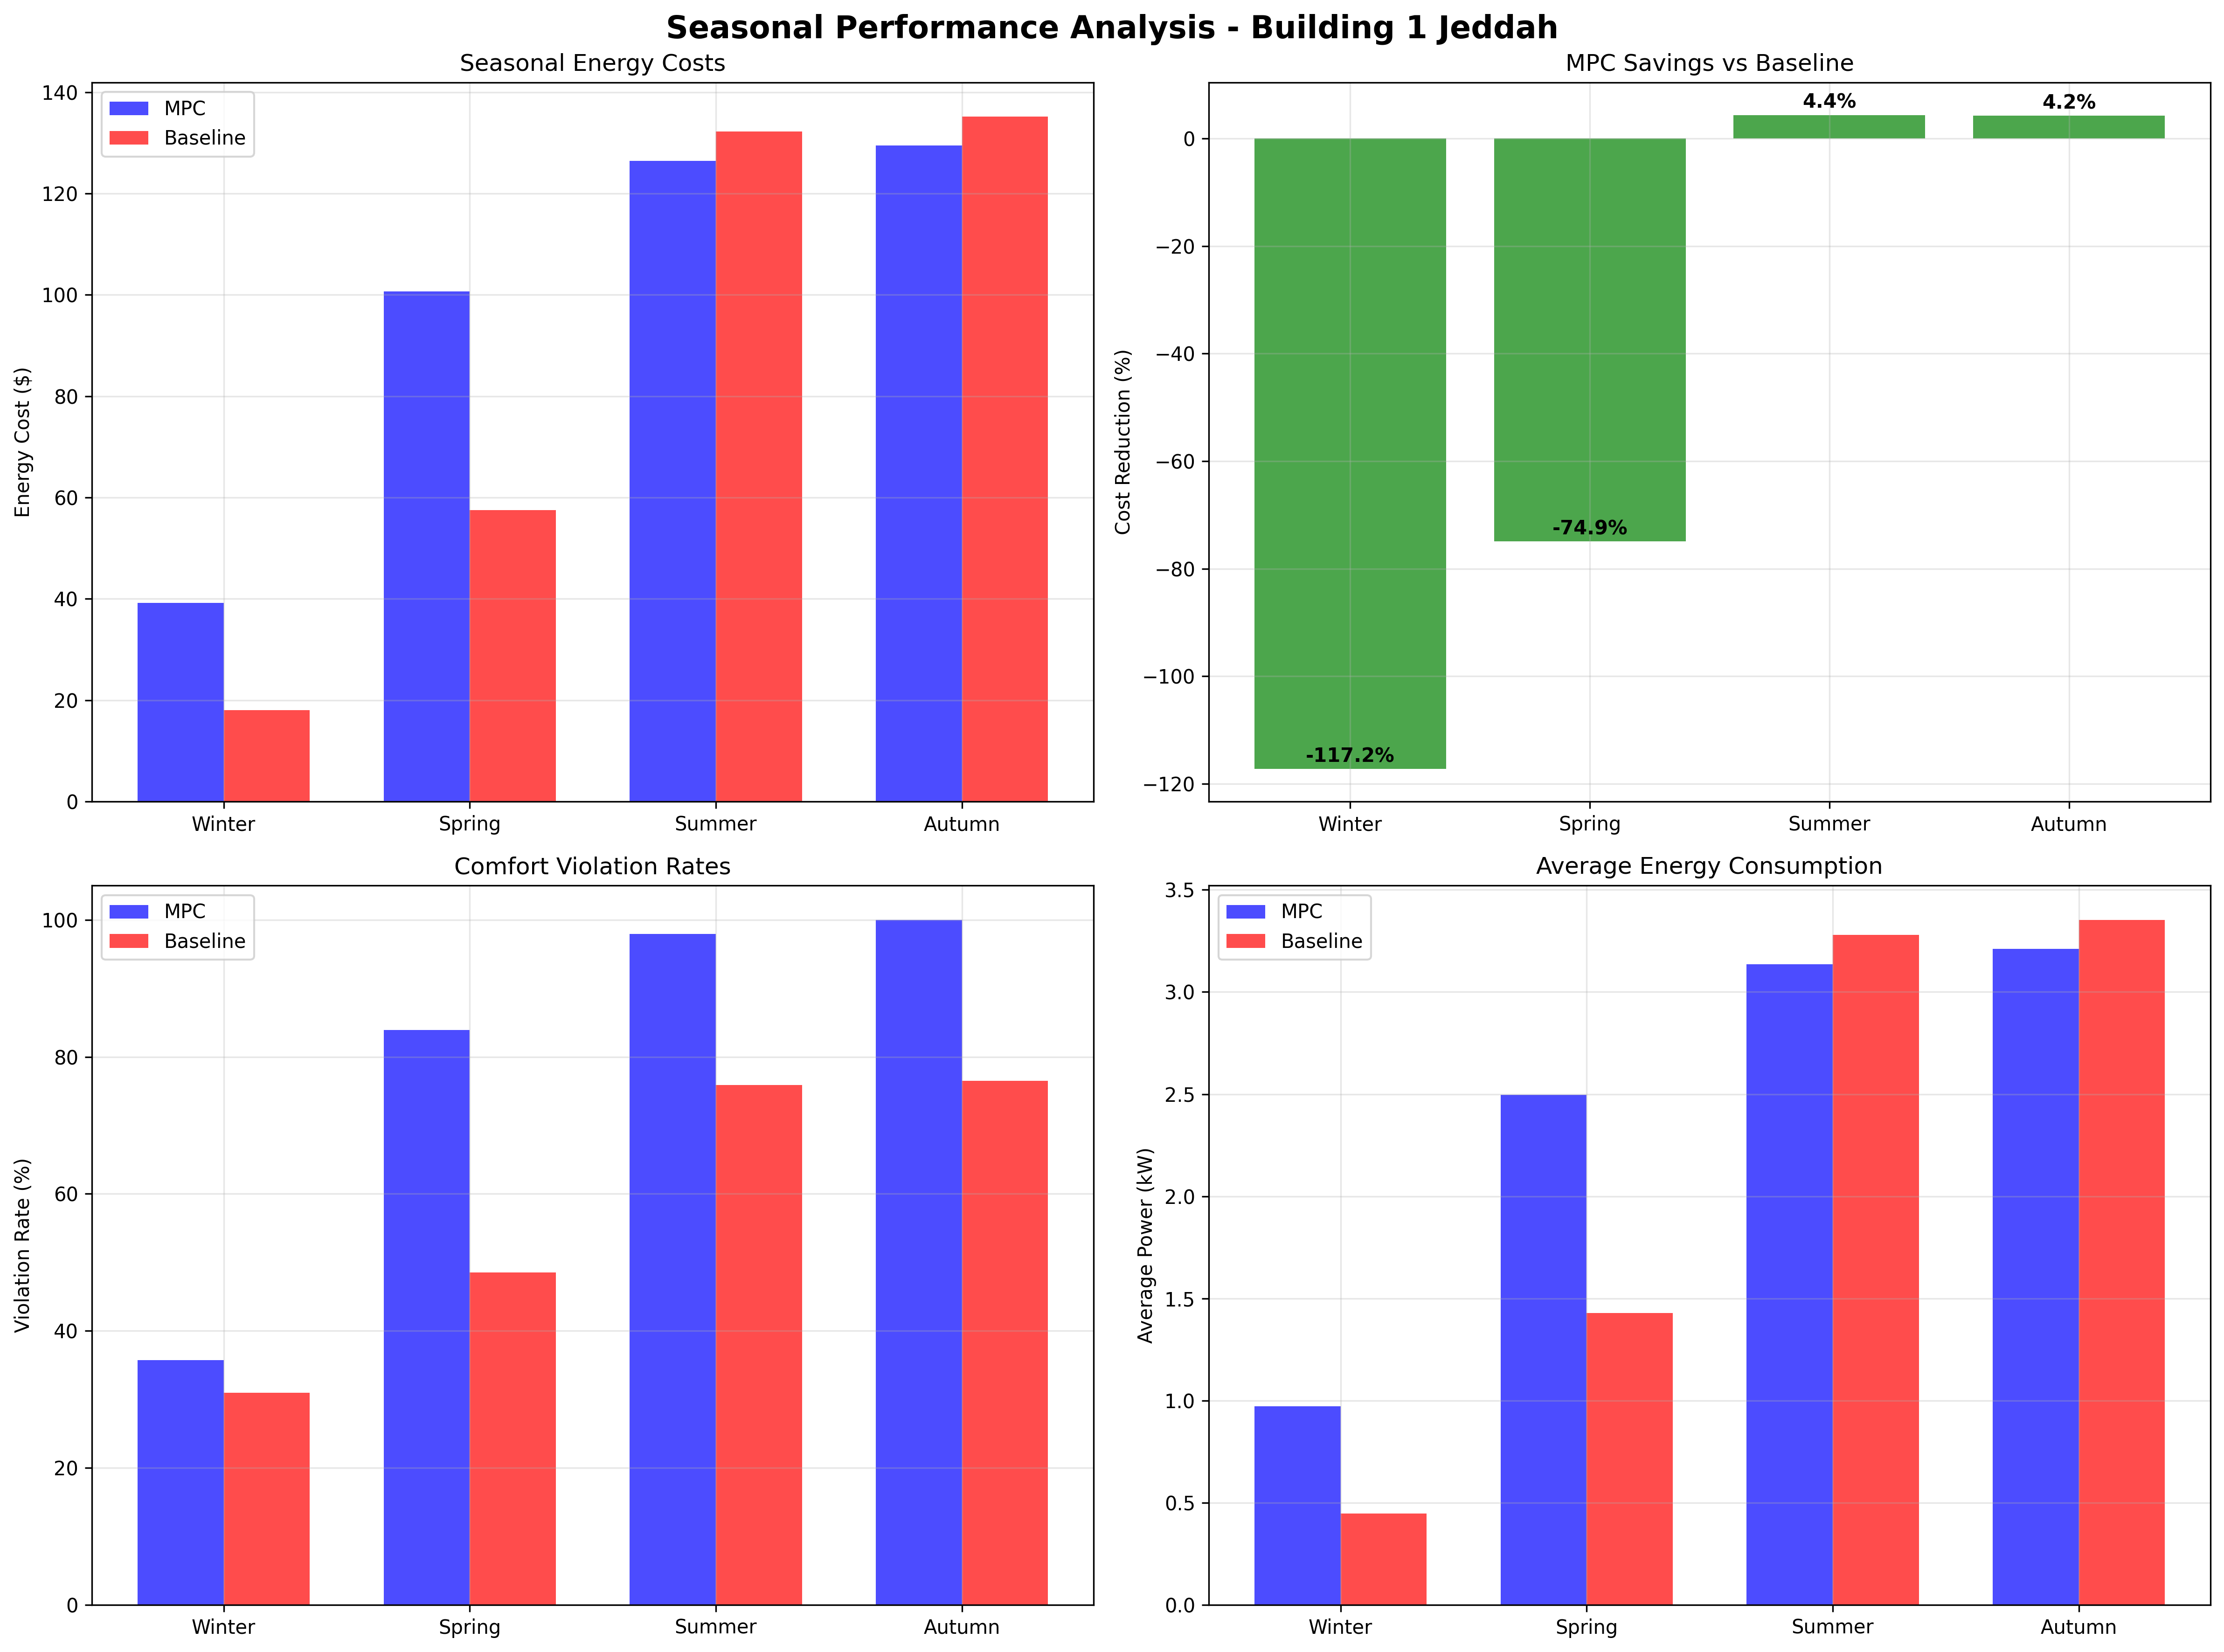 Seasonal Performance Analysis - Building 1 Jeddah
Seasonal Energy Costs
Energy Cost ($)
140
120
100
80
60
40
20
0
MPC
Baseline
Winter Spring Summer Autumn
MPC Savings vs Baseline
Cost Reduction (%)
0
−20
−40
−60
−80
−100
−120
-117.2%
-74.9%
4.4%
4.2%
Winter Spring Summer Autumn
Comfort Violation Rates
Violation Rate (%)
100
80
60
40
20
0
MPC
Baseline
Winter Spring Summer Autumn
Average Energy Consumption
Average Power (kW)
3.5
3.0
2.5
2.0
1.5
1.0
0.5
0.0
MPC
Baseline
Winter Spring Summer Autumn